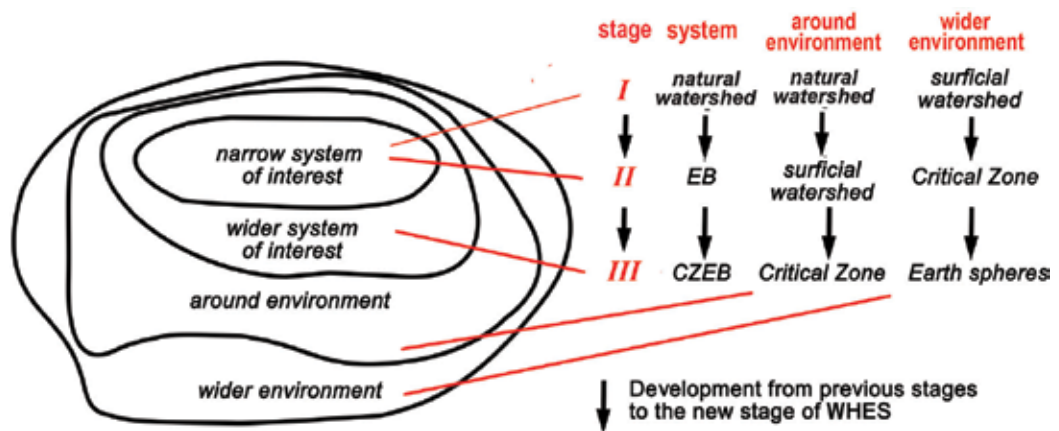 narrow system
of interest
wider system
of interest
around environment
wider environment
stage
system
around
environment
wider
environment
I
natural
watershed
natural
watershed
surficial
watershed
II
EB
surficial
watershed
Critical Zone
III
CZEB
Critical Zone
Earth spheres
Development from previous stages
to the new stage of WHES